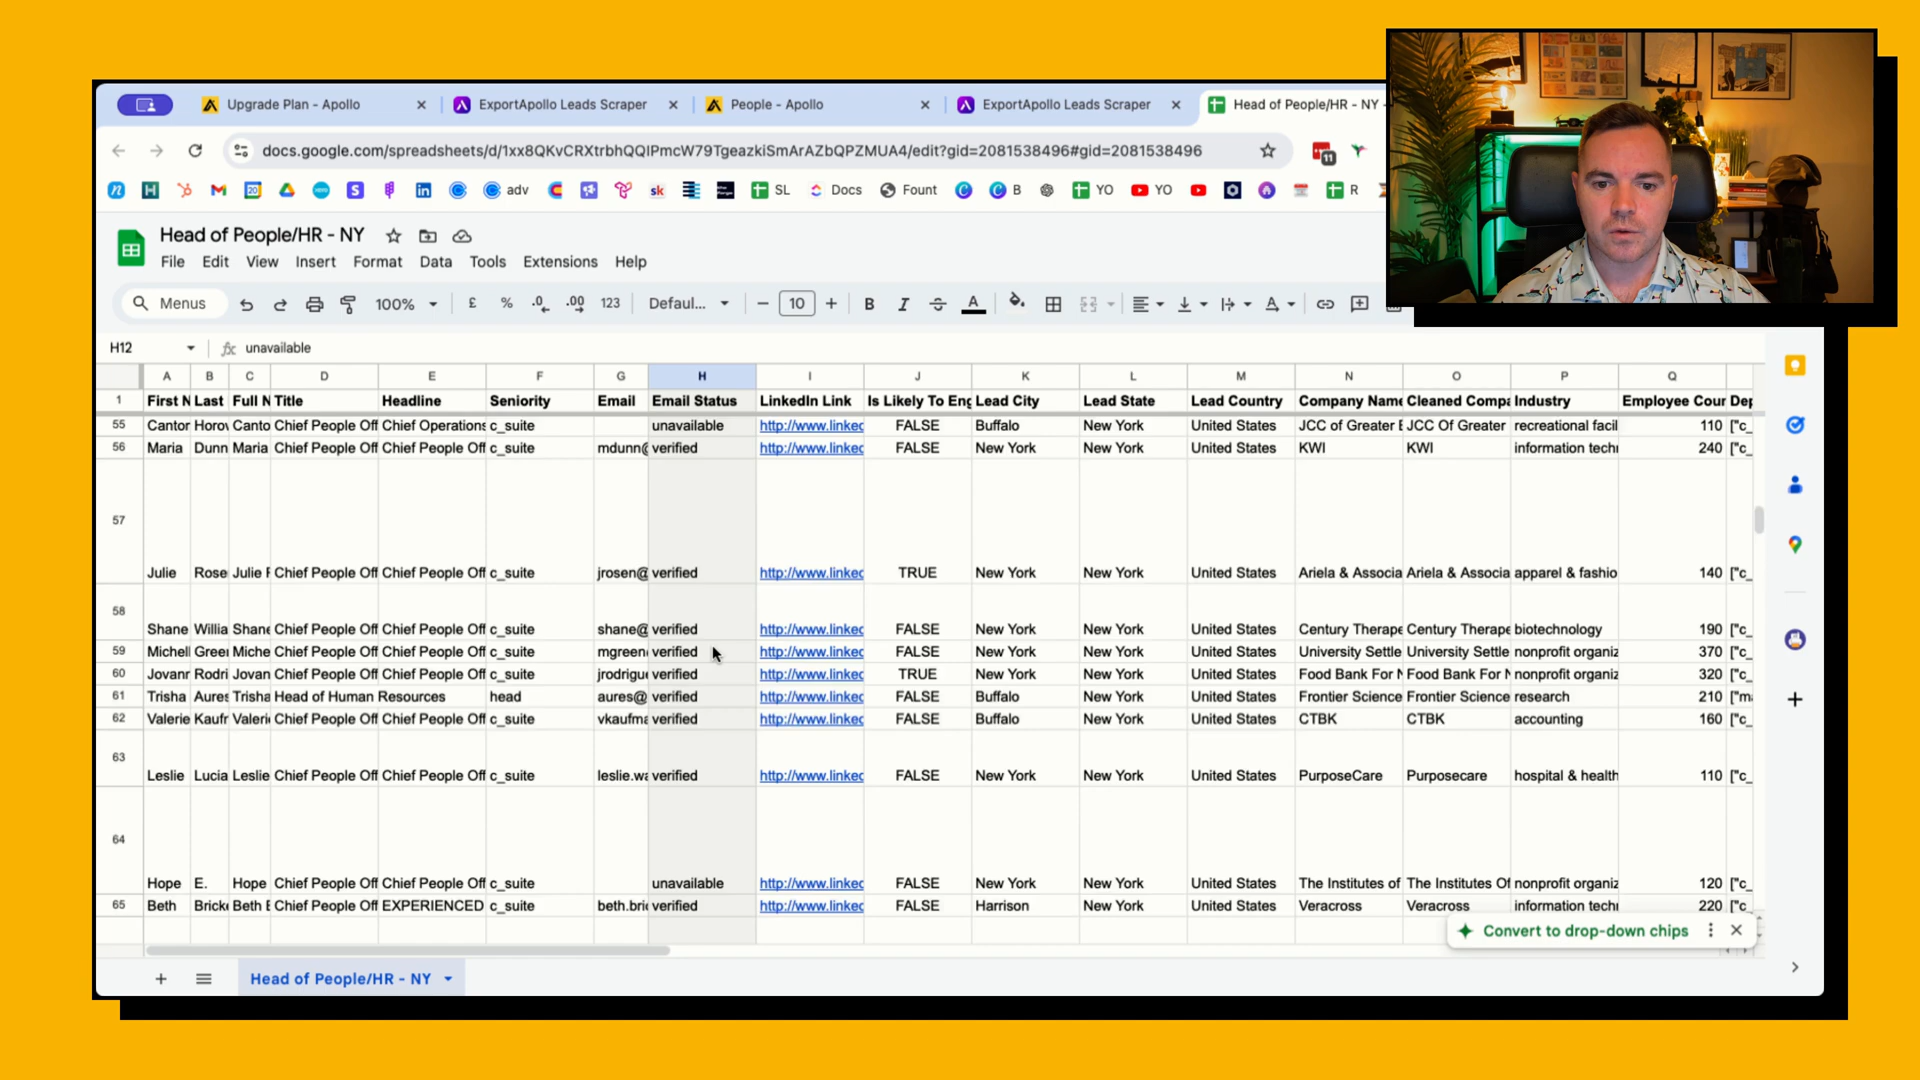 Upgrade Plan - Apollo
ExportApollo Leads Scraper
People - Apollo
ExportApollo Leads Scraper
Head of People/HR - NY -
docs.google.com/spreadsheets/d/1xx8QKvCRXtrbhQQIPmcW79TgeazkiSmArAZbQPZMUA4/edit?gid=2081538496#gid=2081538496
11
adv sk SL Docs Fount B YO YO R
Head of People/HR - NY
File Edit View Insert Format Data Tools Extensions Help
Menus 100% £ % .0 .00 123 Defaul... 10 B I A
H12 unavailable
A B C D E F G H I J K L M N O P Q
1 First N Last Full N Title Headline Seniority Email Email Status LinkedIn Link Is Likely To Eng Lead City Lead State Lead Country Company Name Cleaned Compa Industry Employee Cour Dep
55 Cantor Horov Canto Chief People Off Chief Operations c_suite unavailable http://www.linkec FALSE Buffalo New York United States JCC of Greater B JCC Of Greater recreational facil 110 ["c_
56 Maria Dunn Maria Chief People Off Chief People Off c_suite mdunn@ verified http://www.linkec FALSE New York New York United States KWI KWI information techn 240 ["c_
57 Julie Rose Julie F Chief People Off Chief People Off c_suite jrosen@ verified http://www.linkec TRUE New York New York United States Ariela & Associa Ariela & Associa apparel & fashio 140 ["c_
58 Shane Willia Shane Chief People Off Chief People Off c_suite shane@ verified http://www.linkec FALSE New York New York United States Century Therape Century Therape biotechnology 190 ["c_
59 Michell Greer Miche Chief People Off Chief People Off c_suite mgreen verified http://www.linkec FALSE New York New York United States University Settle University Settle nonprofit organiz 370 ["c_
60 Jovanr Rodri Jovan Chief People Off Chief People Off c_suite jrodrigu verified http://www.linkec TRUE New York New York United States Food Bank For N Food Bank For N nonprofit organiz 320 ["c_
61 Trisha Aures Trisha Head of Human Resources head aures@ verified http://www.linkec FALSE Buffalo New York United States Frontier Science Frontier Science research 210 ["ma
62 Valerie Kaufr Valeri Chief People Off Chief People Off c_suite vkaufma verified http://www.linkec FALSE Buffalo New York United States CTBK CTBK accounting 160 ["c_
63 Leslie Lucia Leslie Chief People Off Chief People Off c_suite leslie.wa verified http://www.linkec FALSE New York New York United States PurposeCare Purposecare hospital & health 110 ["c_
64 Hope E. Hope Chief People Off Chief People Off c_suite unavailable http://www.linkec FALSE New York New York United States The Institutes of The Institutes Of nonprofit organiz 120 ["c_
65 Beth Bricke Beth E Chief People Off EXPERIENCED c_suite beth.bric verified http://www.linkec FALSE Harrison New York United States Veracross Veracross information techn 220 ["c_
Convert to drop-down chips
Head of People/HR - NY